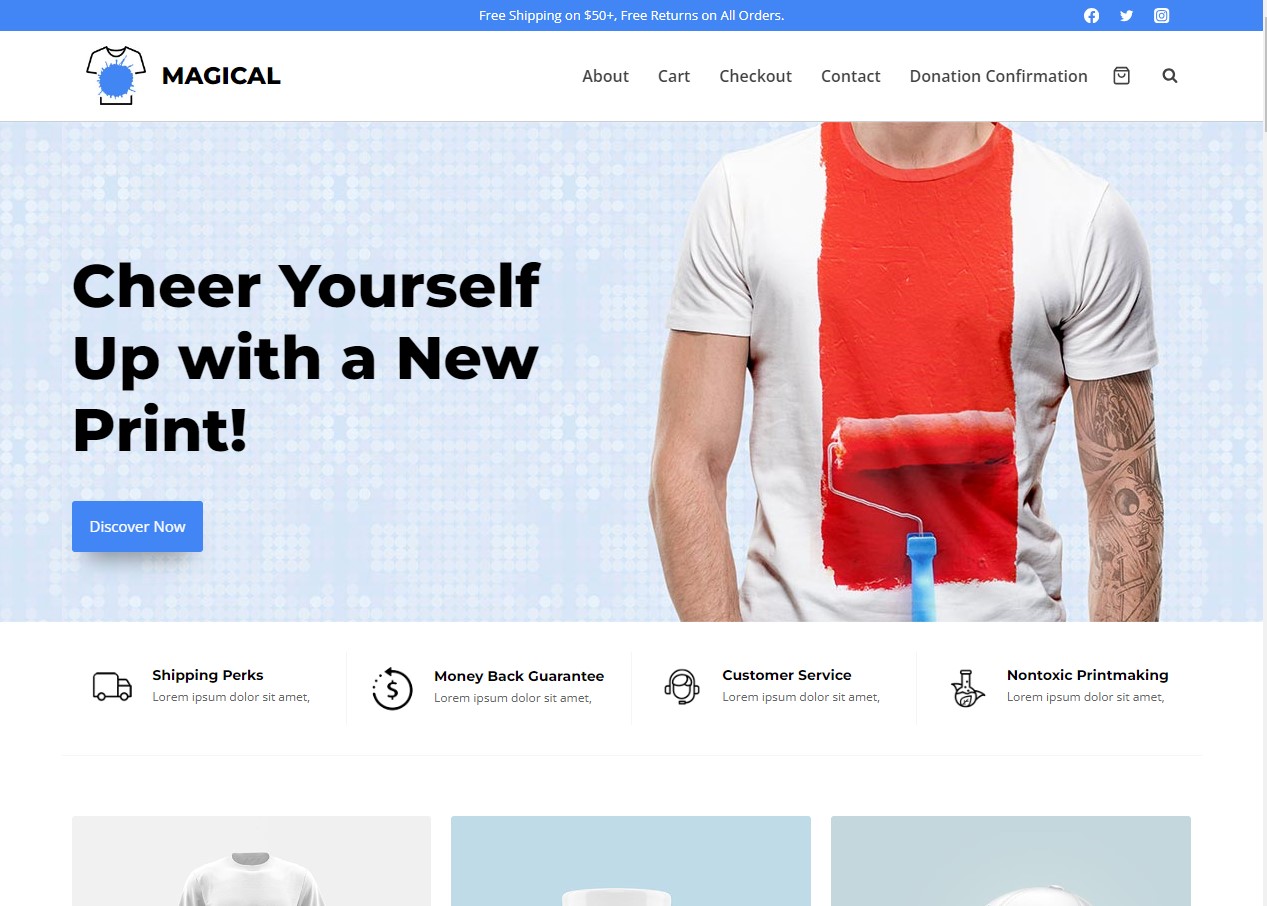 Free Shipping on $50+, Free Returns on All Orders.
MAGICAL
About
Cart
Checkout
Contact
Donation Confirmation
Cheer Yourself
Up with a New
Print!
Discover Now
Shipping Perks
Lorem ipsum dolor sit amet,
Money Back Guarantee
Lorem ipsum dolor sit amet,
Customer Service
Lorem ipsum dolor sit amet,
Nontoxic Printmaking
Lorem ipsum dolor sit amet,